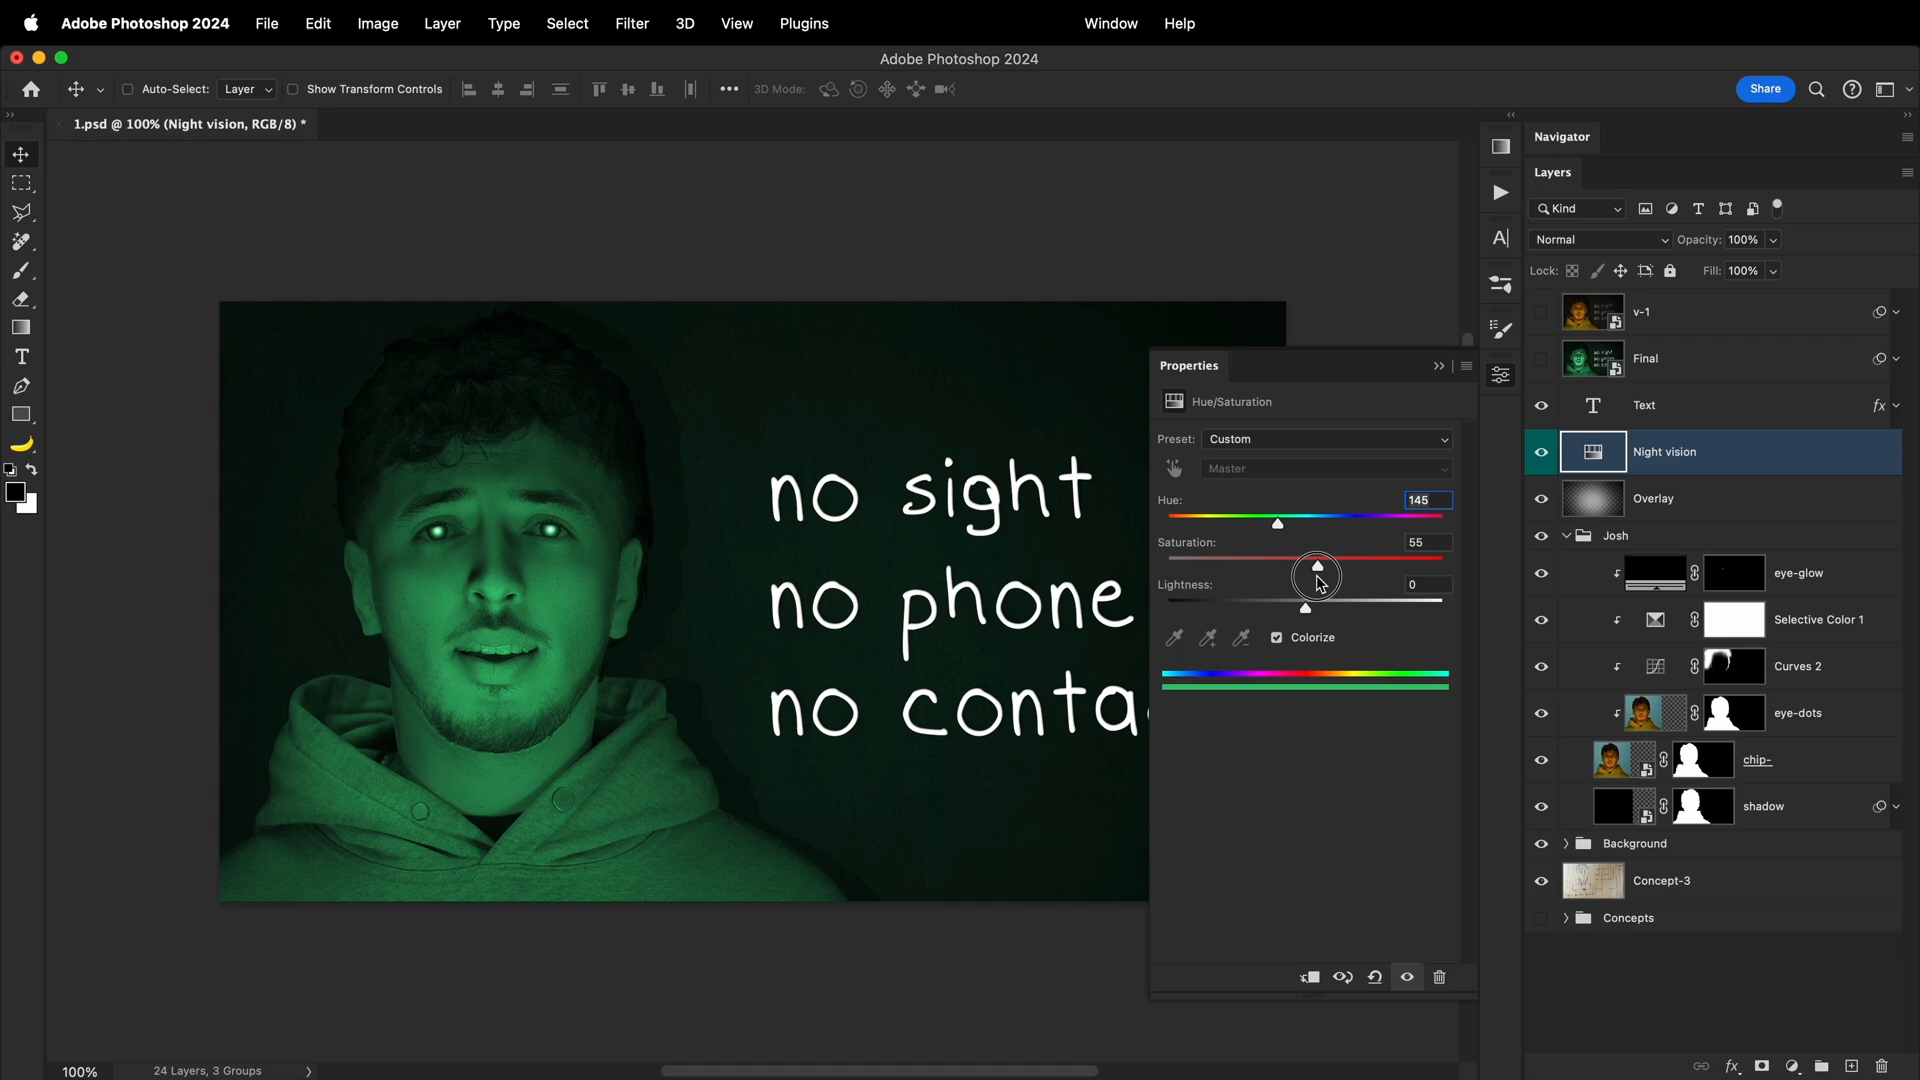 Adobe Photoshop 2024 File Edit Image Layer Type Select Filter 3D View Plugins Window Help
Adobe Photoshop 2024
Auto-Select: Layer Show Transform Controls 3D Mode: Share
1.psd @ 100% (Night vision, RGB/8) *
no sight
no phone
no conta
Properties
Hue/Saturation
Preset: Custom
Master
Hue: 145
Saturation: 55
Lightness: 0
Colorize
Navigator
Layers
Kind
Normal Opacity: 100%
Lock: Fill: 100%
v-1
Final
Text fx
Night vision
Overlay
Josh
eye-glow
Selective Color 1
Curves 2
eye-dots
chip-
shadow
Background
Concept-3
Concepts
100% 24 Layers, 3 Groups
fx